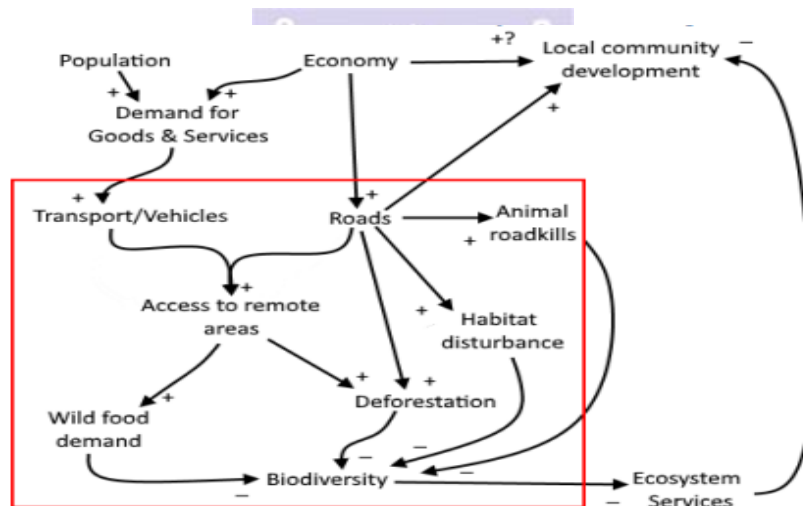 Population
Economy
+?
Local community
development
−
+
+
Demand for
Goods & Services
+
+
+
Transport/Vehicles
Roads
Animal
roadkills
+
+
Access to remote
areas
+
Habitat
disturbance
+
+
+
Deforestation
Wild food
demand
−
−
−
Biodiversity
−
Ecosystem
−
Services